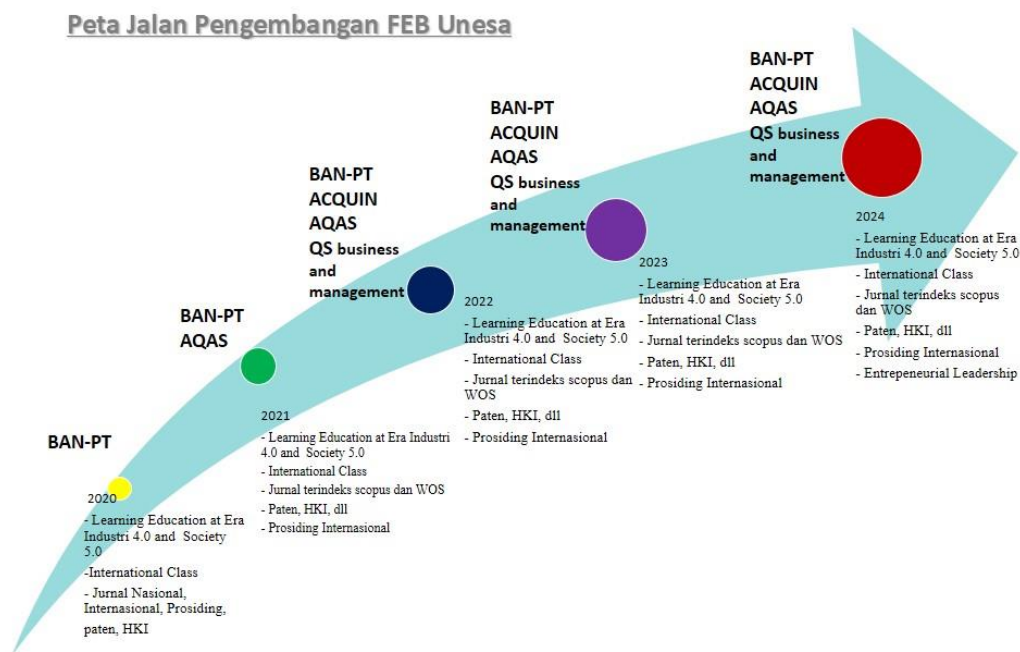 Peta Jalan Pengembangan FEB Unesa
BAN-PT
2020
- Learning Education at Era
Industri 4.0 and Society
5.0
-International Class
- Jurnal Nasional,
Internasional, Prosiding,
paten, HKI
BAN-PT
AQAS
2021
- Learning Education at Era Industri
4.0 and Society 5.0
- International Class
- Jurnal terindeks scopus dan WOS
- Paten, HKI, dll
- Prosiding Internasional
BAN-PT
ACQUIN
AQAS
QS business
and
management
2022
- Learning Education at Era
Industri 4.0 and Society 5.0
- International Class
- Jurnal terindeks scopus dan
WOS
- Paten, HKI, dll
- Prosiding Internasional
BAN-PT
ACQUIN
AQAS
QS business
and
management
2023
- Learning Education at Era
Industri 4.0 and Society 5.0
- International Class
- Jurnal terindeks scopus dan WOS
- Paten, HKI, dll
- Prosiding Internasional
BAN-PT
ACQUIN
AQAS
QS business
and
management
2024
- Learning Education at Era
Industri 4.0 and Society 5.0
- International Class
- Jurnal terindeks scopus
dan WOS
- Paten, HKI, dll
- Prosiding Internasional
- Entrepeneurial Leadership